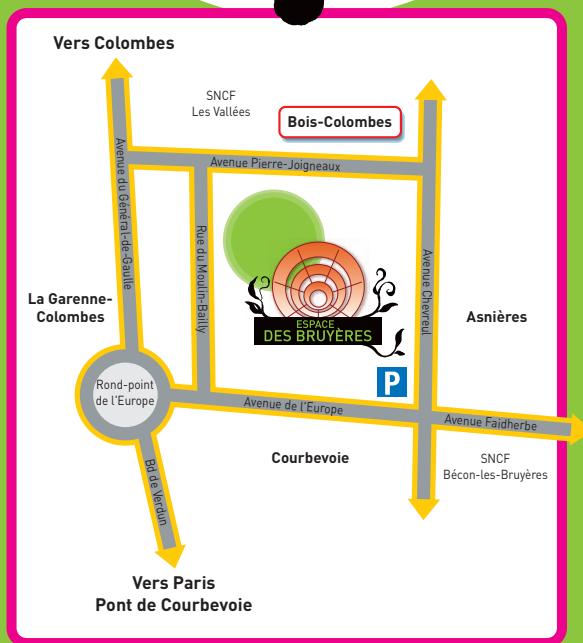 Vers Colombes
SNCF
Les Vallées
Bois-Colombes
Avenue Pierre-Joigneaux
Avenue du Général-de-Gaulle
Rue du Moulin-Bailly
Avenue Chevreul
La Garenne-
Colombes
ESPACE
DES BRUYÈRES
Asnières
Rond-point
de l'Europe
P
Avenue de l'Europe
Avenue Faidherbe
Courbevoie
SNCF
Bécon-les-Bruyères
Bd de Verdun
Vers Paris
Pont de Courbevoie